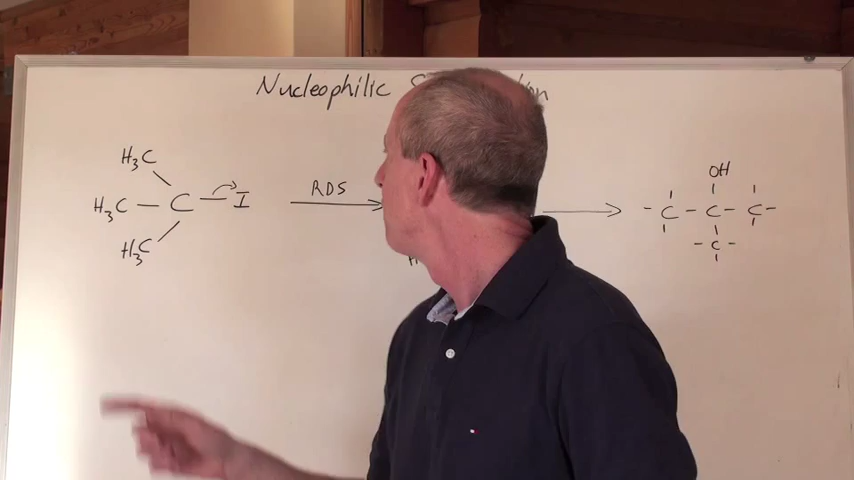 Nucleophilic
H₃C
H₃C — C — I
H₃C
RDS
OH
- C - C - C -
- C -